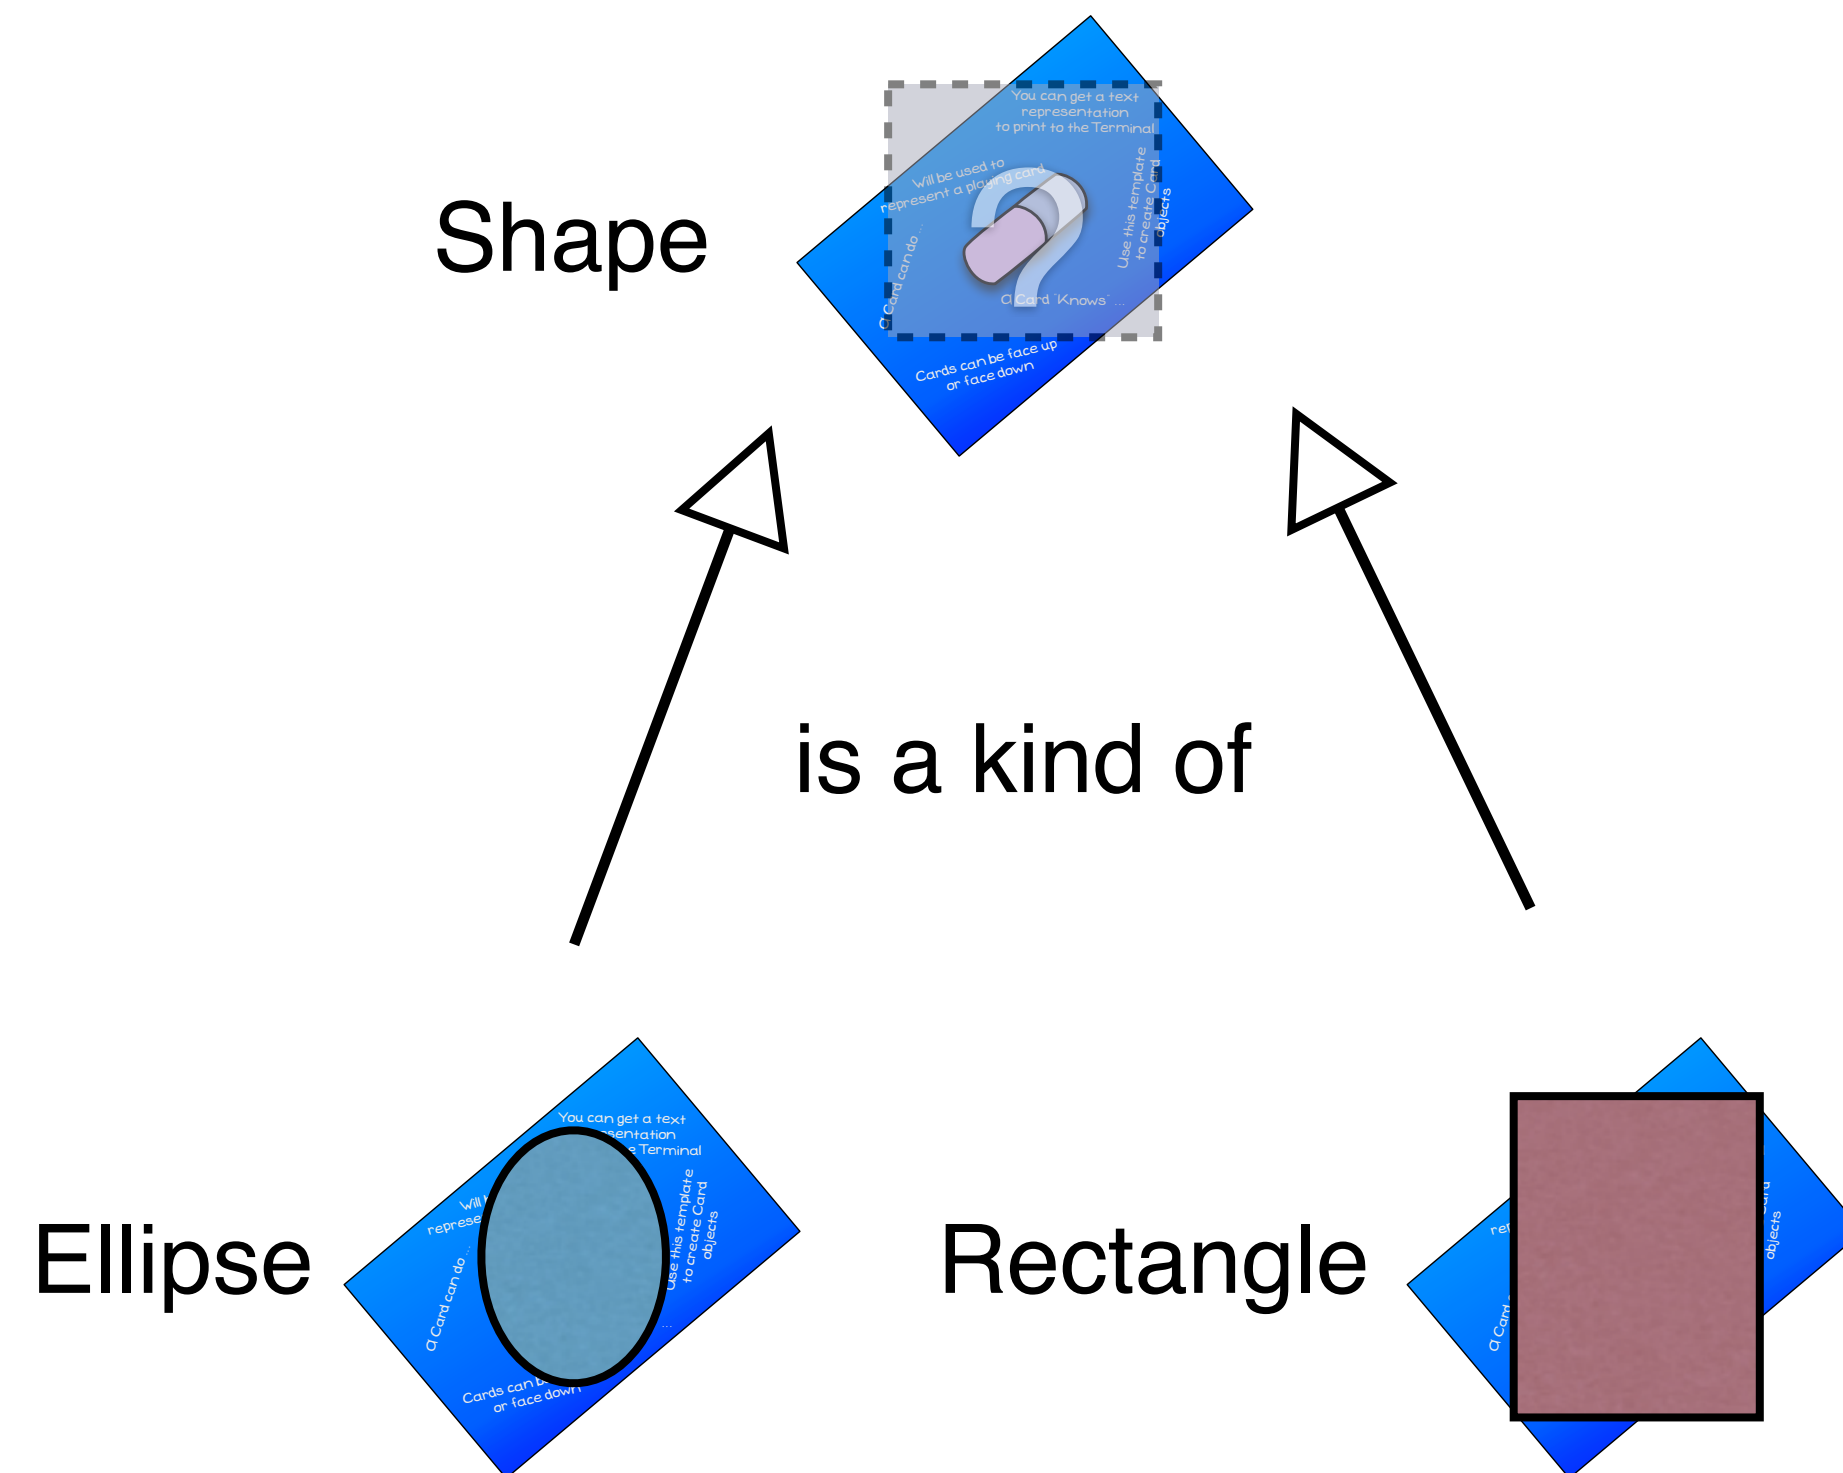 You can get a text
representation
to print to the Terminal
Will be used to
represent a playing card
Use this template
to create Card
objects
?
A Card can do ...
A Card "Knows" ...
Cards can be face up
or face down
Shape
is a kind of
You can get a text
Terminal
Will
Use this template
to create Card
objects
A Card can do ...
...
Cards can
or face down
Ellipse
Rectangle
objects
A Card